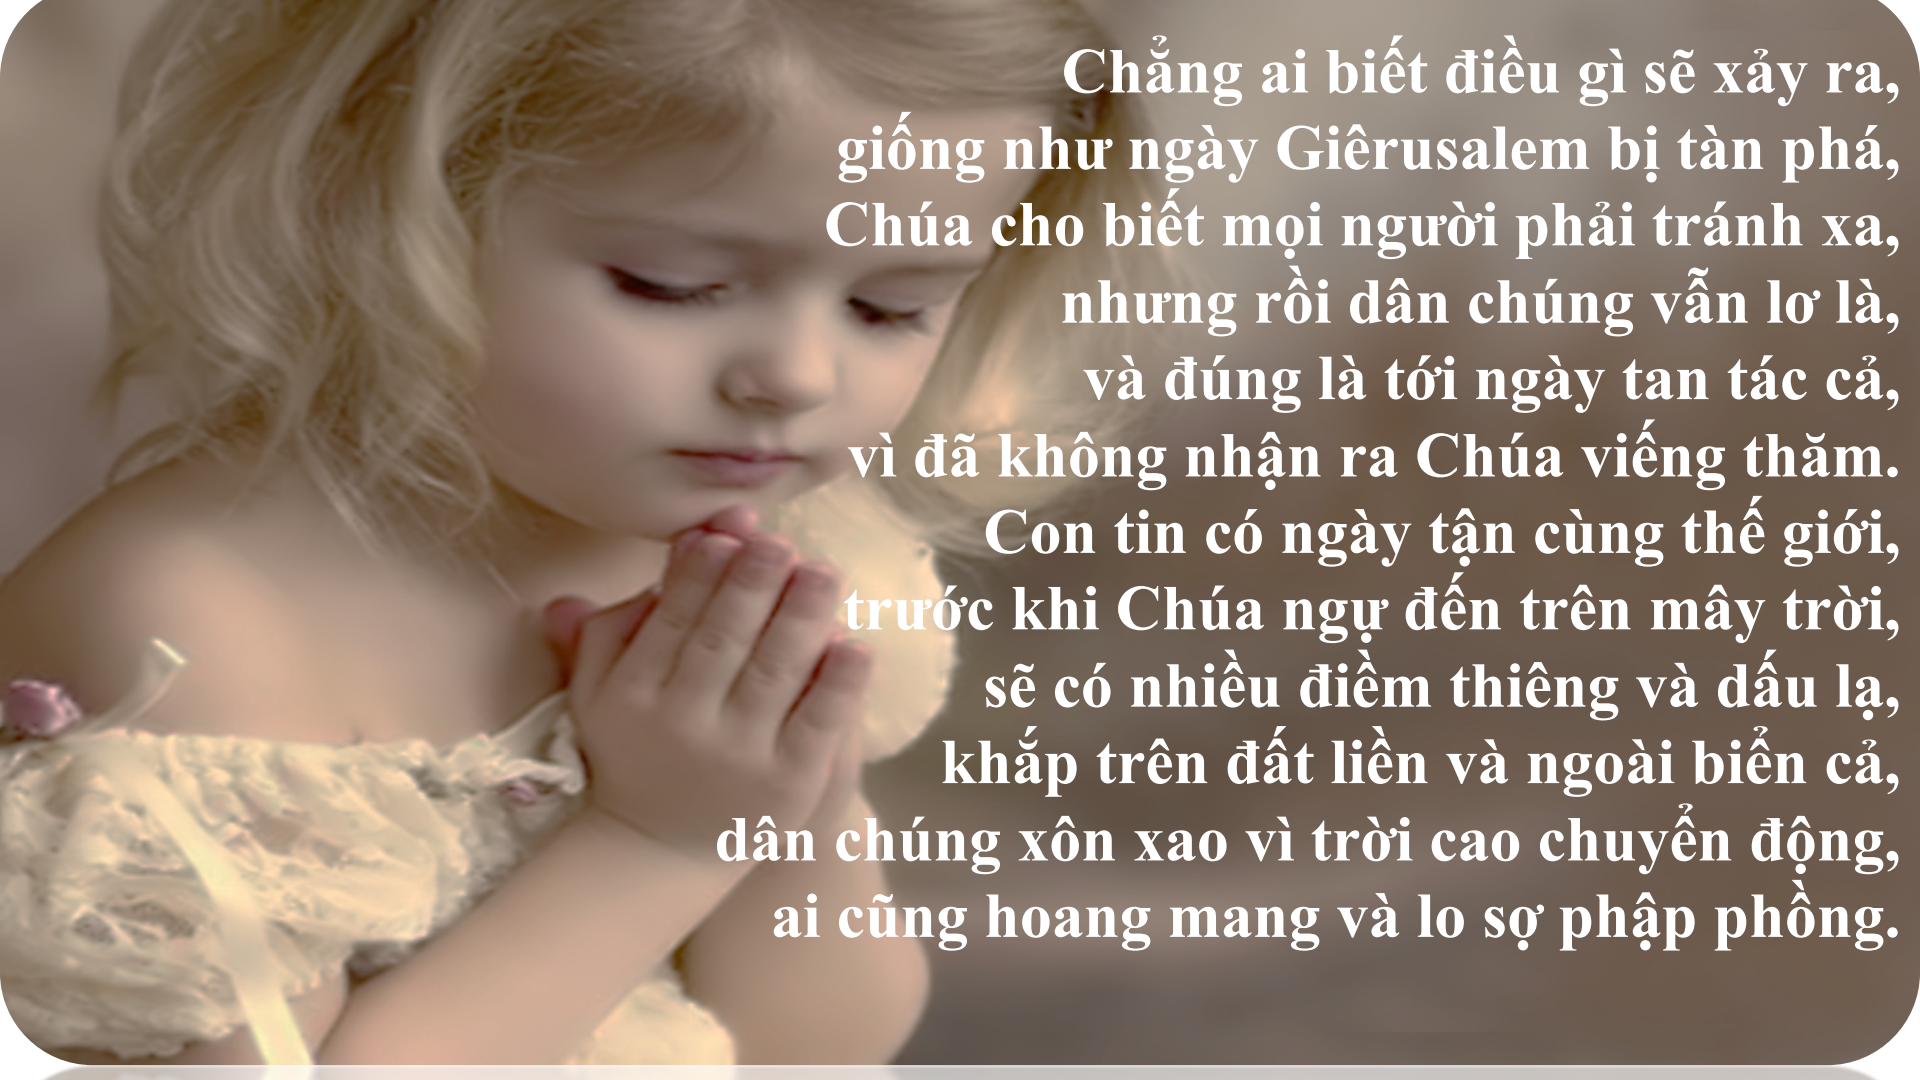 Chẳng ai biết điều gì sẽ xảy ra,
giống như ngày Giêrusalem bị tàn phá,
Chúa cho biết mọi người phải tránh xa,
nhưng rồi dân chúng vẫn lơ là,
và đúng là tới ngày tan tác cả,
vì đã không nhận ra Chúa viếng thăm.
Con tin có ngày tận cùng thế giới,
trước khi Chúa ngự đến trên mây trời,
sẽ có nhiều điềm thiêng và dấu lạ,
khắp trên đất liền và ngoài biển cả,
dân chúng xôn xao vì trời cao chuyển động,
ai cũng hoang mang và lo sợ phập phồng.